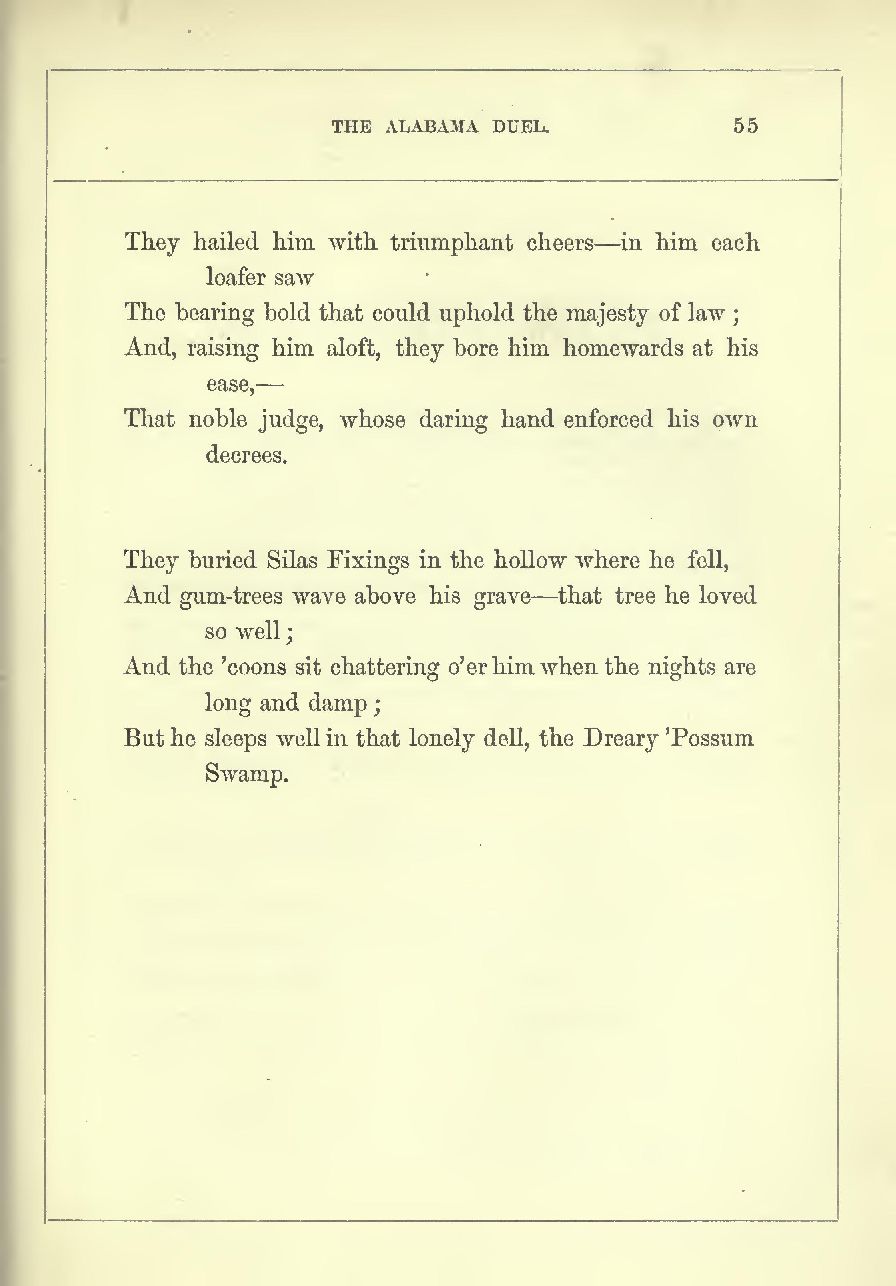 THE ALABAMA DUEL. 55
They hailed him with triumphant cheers—in him each
loafer saw
The bearing bold that could uphold the majesty of law ;
And, raising him aloft, they bore him homewards at his
ease,—
That noble judge, whose daring hand enforced his own
decrees.
They buried Silas Fixings in the hollow where he fell,
And gum-trees wave above his grave—that tree he loved
so well ;
And the 'coons sit chattering o'er him when the nights are
long and damp ;
But he sleeps well in that lonely dell, the Dreary 'Possum
Swamp.